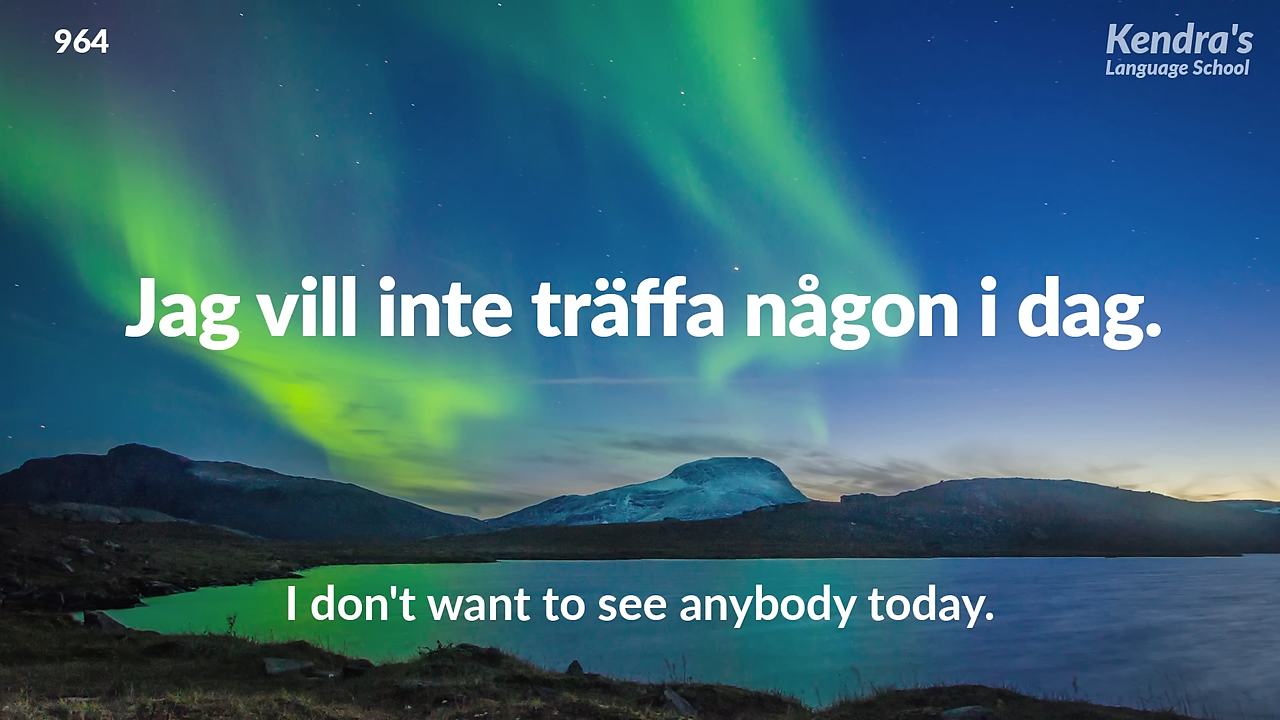 964
Kendra's
Language School
Jag vill inte träffa någon i dag.
I don't want to see anybody today.